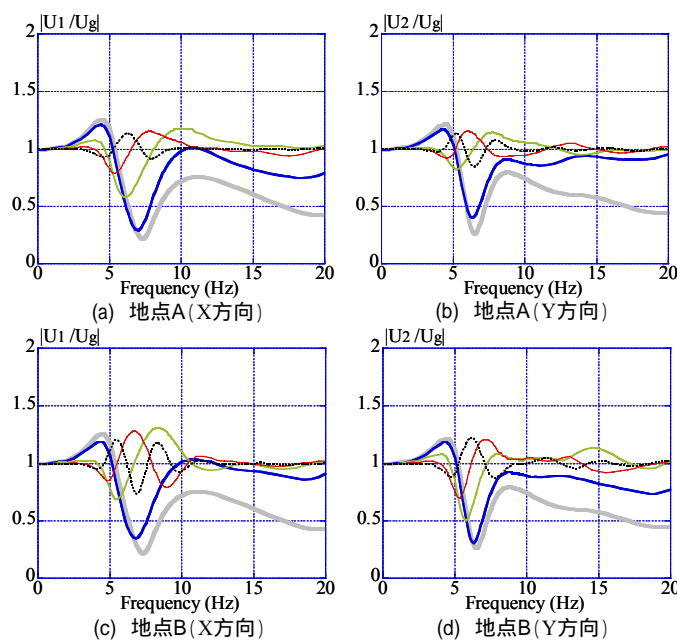 |U1 /Ug|
2
1.5
1
0.5
0
0 5 10 15 20
Frequency (Hz)
(a) 地点A(X方向)
|U2 /Ug|
2
1.5
1
0.5
0
0 5 10 15 20
Frequency (Hz)
(b) 地点A(Y方向)
|U1 /Ug|
2
1.5
1
0.5
0
0 5 10 15 20
Frequency (Hz)
(c) 地点B(X方向)
|U2 /Ug|
2
1.5
1
0.5
0
0 5 10 15 20
Frequency (Hz)
(d) 地点B(Y方向)